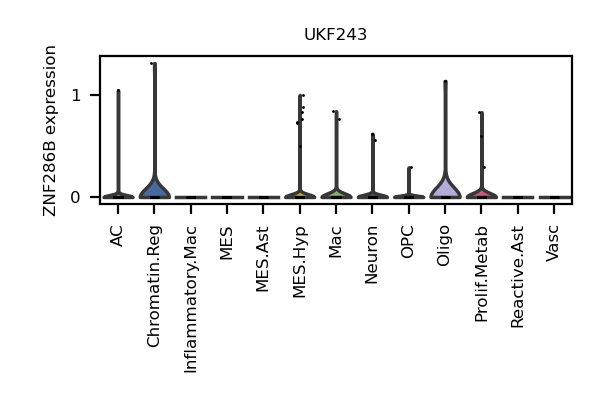 UKF243
ZNF286B expression
1
0
AC
Chromatin.Reg
Inflammatory.Mac
MES
MES.Ast
MES.Hyp
Mac
Neuron
OPC
Oligo
Prolif.Metab
Reactive.Ast
Vasc